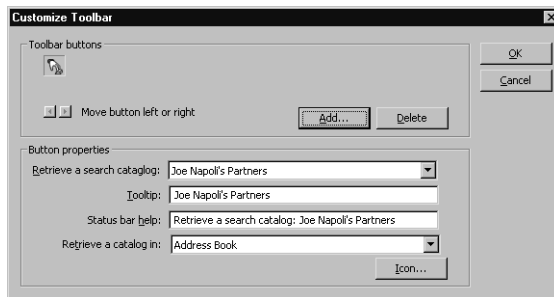 Customize Toolbar
Toolbar buttons
OK
Cancel
Move button left or right
Add...
Delete
Button properties
Retrieve a search cataglog:
Joe Napoli's Partners
Tooltip:
Joe Napoli's Partners
Status bar help:
Retrieve a search catalog: Joe Napoli's Partners
Retrieve a catalog in:
Address Book
Icon...